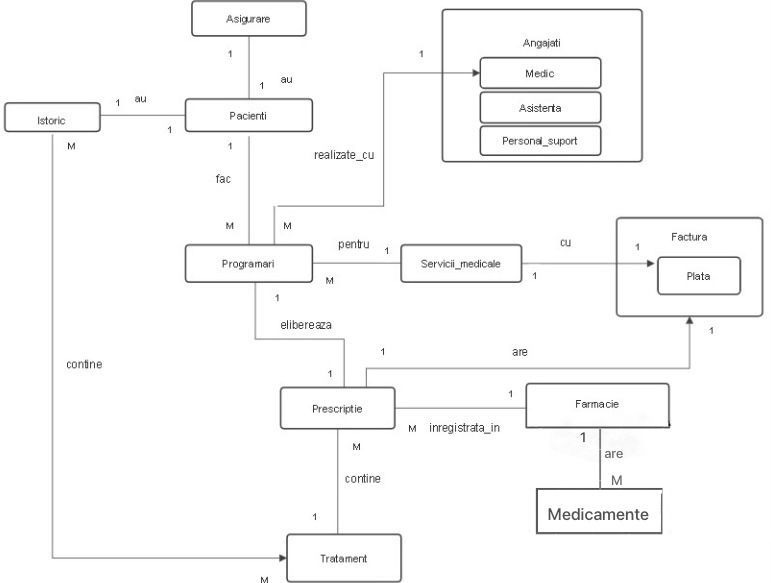 Asigurare
1
1
au
Angajati
1
Medic
Asistenta
Personal_suport
1
au
Istoric
1
Pacienti
M
1
fac
realizate_cu
M
M
Programari
pentru
1
M
Servicii_medicale
cu
1
1
Factura
Plata
1
elibereaza
contine
1
are
1
1
Prescriptie
M
inregistrata_in
1
Farmacie
M
contine
1
1
are
M
Medicamente
Tratament
M